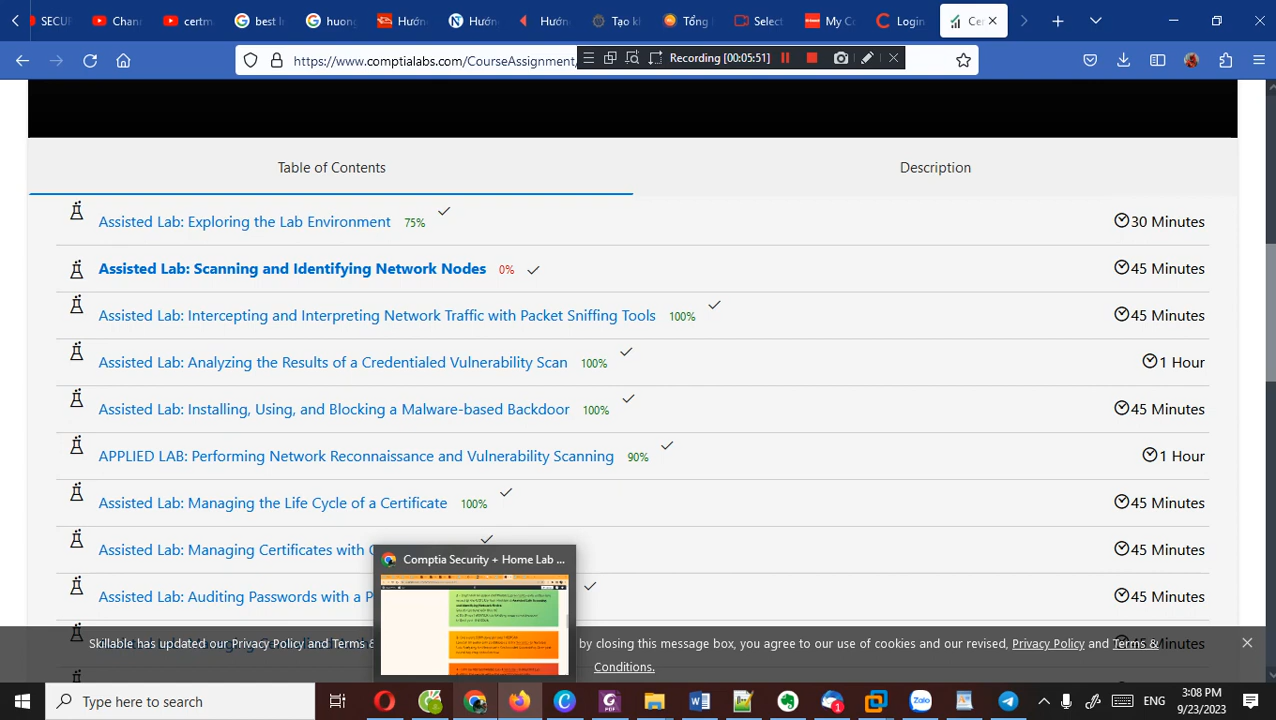 SECUR
Chann
certm
best in
huong
Hướn
Hướn
Hướn
Tạo kh
Tổng
Select
My Co
Login
Cer
https://www.comptialabs.com/CourseAssignment/
Recording [00:05:51]
Table of Contents
Description
Assisted Lab: Exploring the Lab Environment 75%
30 Minutes
Assisted Lab: Scanning and Identifying Network Nodes 0%
45 Minutes
Assisted Lab: Intercepting and Interpreting Network Traffic with Packet Sniffing Tools 100%
45 Minutes
Assisted Lab: Analyzing the Results of a Credentialed Vulnerability Scan 100%
1 Hour
Assisted Lab: Installing, Using, and Blocking a Malware-based Backdoor 100%
45 Minutes
APPLIED LAB: Performing Network Reconnaissance and Vulnerability Scanning 90%
1 Hour
Assisted Lab: Managing the Life Cycle of a Certificate 100%
45 Minutes
Assisted Lab: Managing Certificates with
45 Minutes
Comptia Security + Home Lab ...
Assisted Lab: Auditing Passwords with a P
45 Minutes
Skillable has updated our Privacy Policy and Terms &
by closing this message box, you agree to our use of cookies and our revised, Privacy Policy and Terms
Conditions.
Type here to search
ENG
3:08 PM
9/23/2023